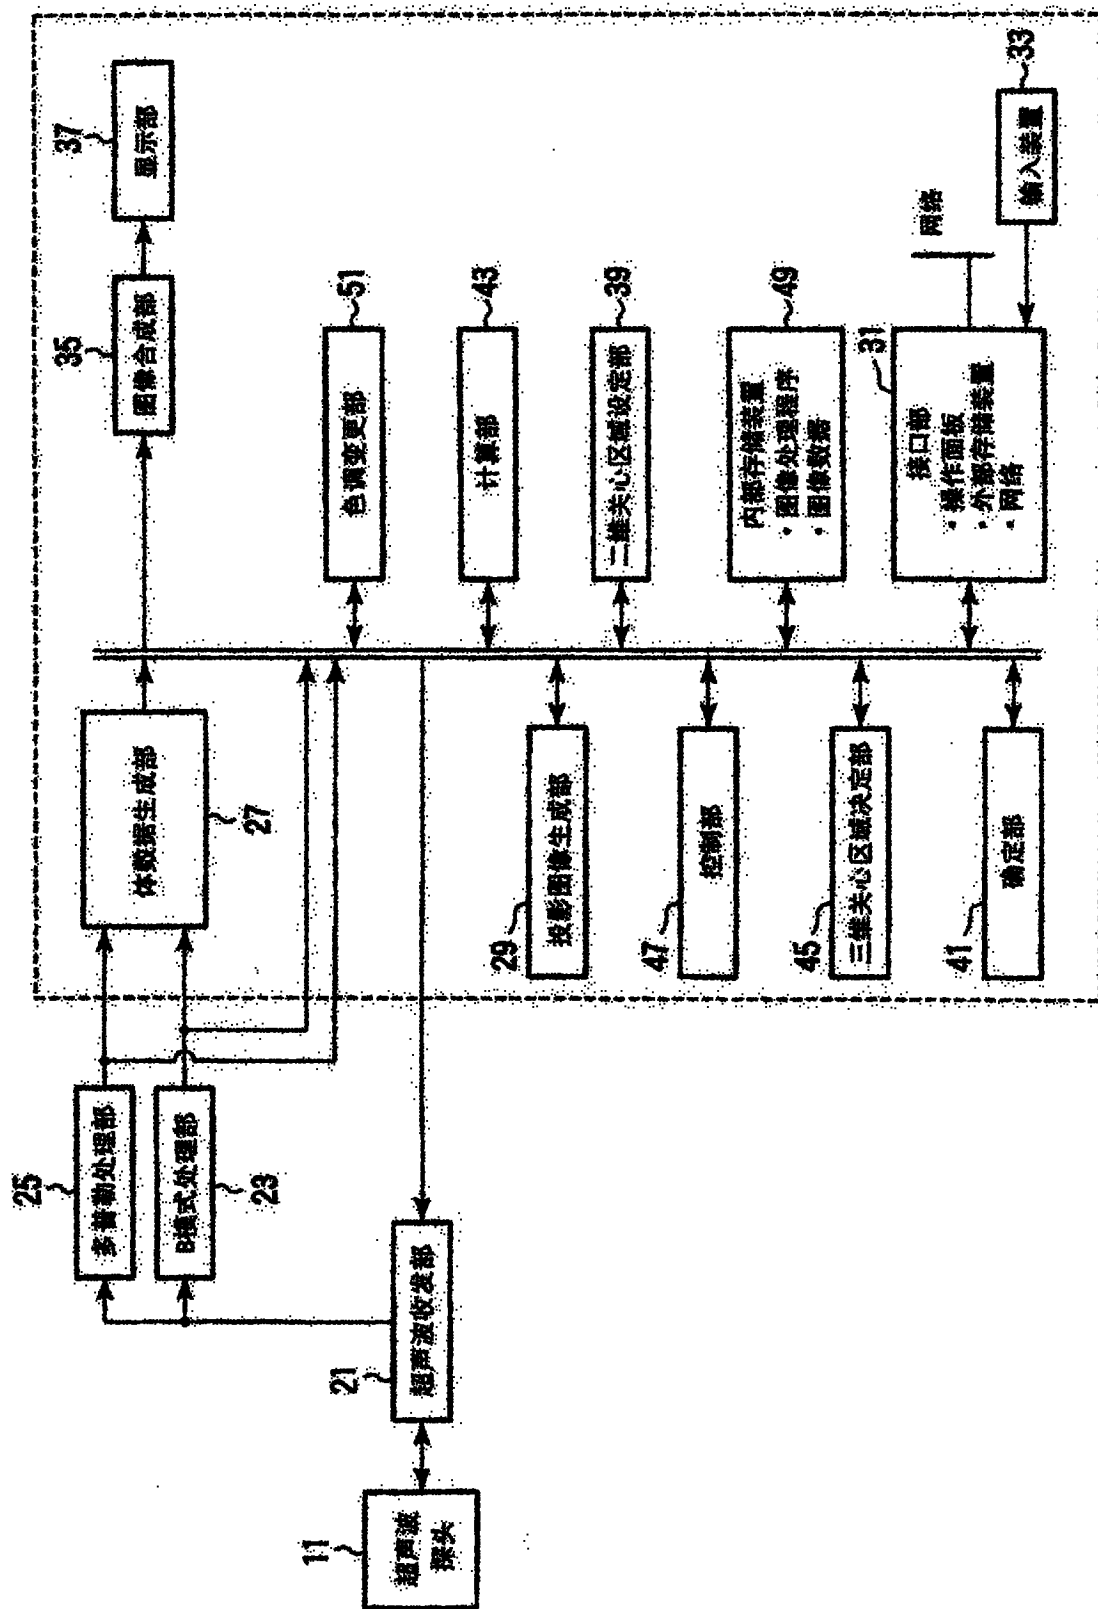 11
超声波
探头
21
超声波收发部
25
多普勒处理部
B模式处理部
23
体数据生成部
27
35
图像合成部
37
显示部
29
投影图像生成部
47
控制部
45
三维关心区域决定部
41
确定部
色调变更部
51
计算部
43
二维关心区域设定部
39
内部存储装置
・图像处理程序
・图像数据
49
接口部
・操作面板
・外部存储装置
・网络
31
网络
输入装置
33